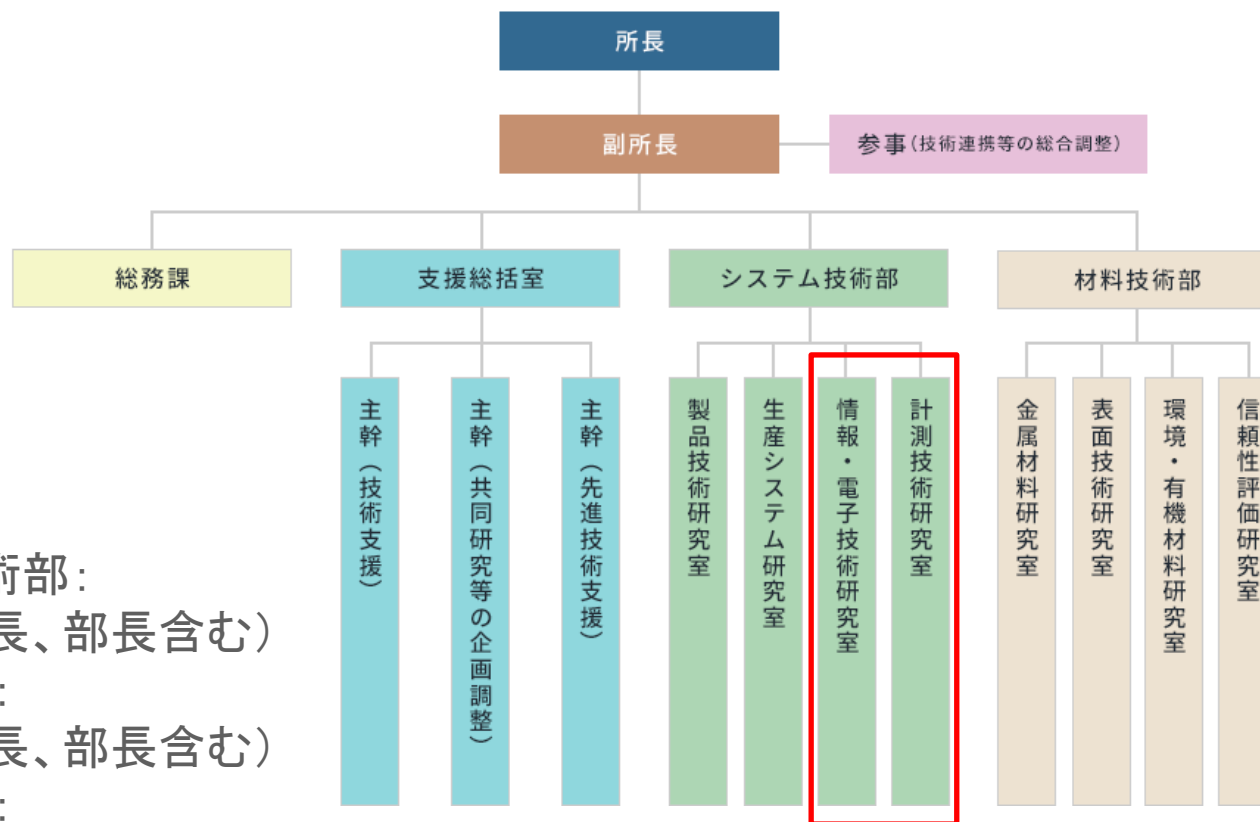 所長
副所長
参事(技術連携等の総合調整)
総務課
支援総括室
システム技術部
材料技術部
主幹(技術支援)
主幹(共同研究等の企画調整)
主幹(先進技術支援)
製品技術研究室
生産システム研究室
情報・電子技術研究室
計測技術研究室
金属材料研究室
表面技術研究室
環境・有機材料研究室
信頼性評価研究室
術部:
長、部長含む)
:
長、部長含む)
: